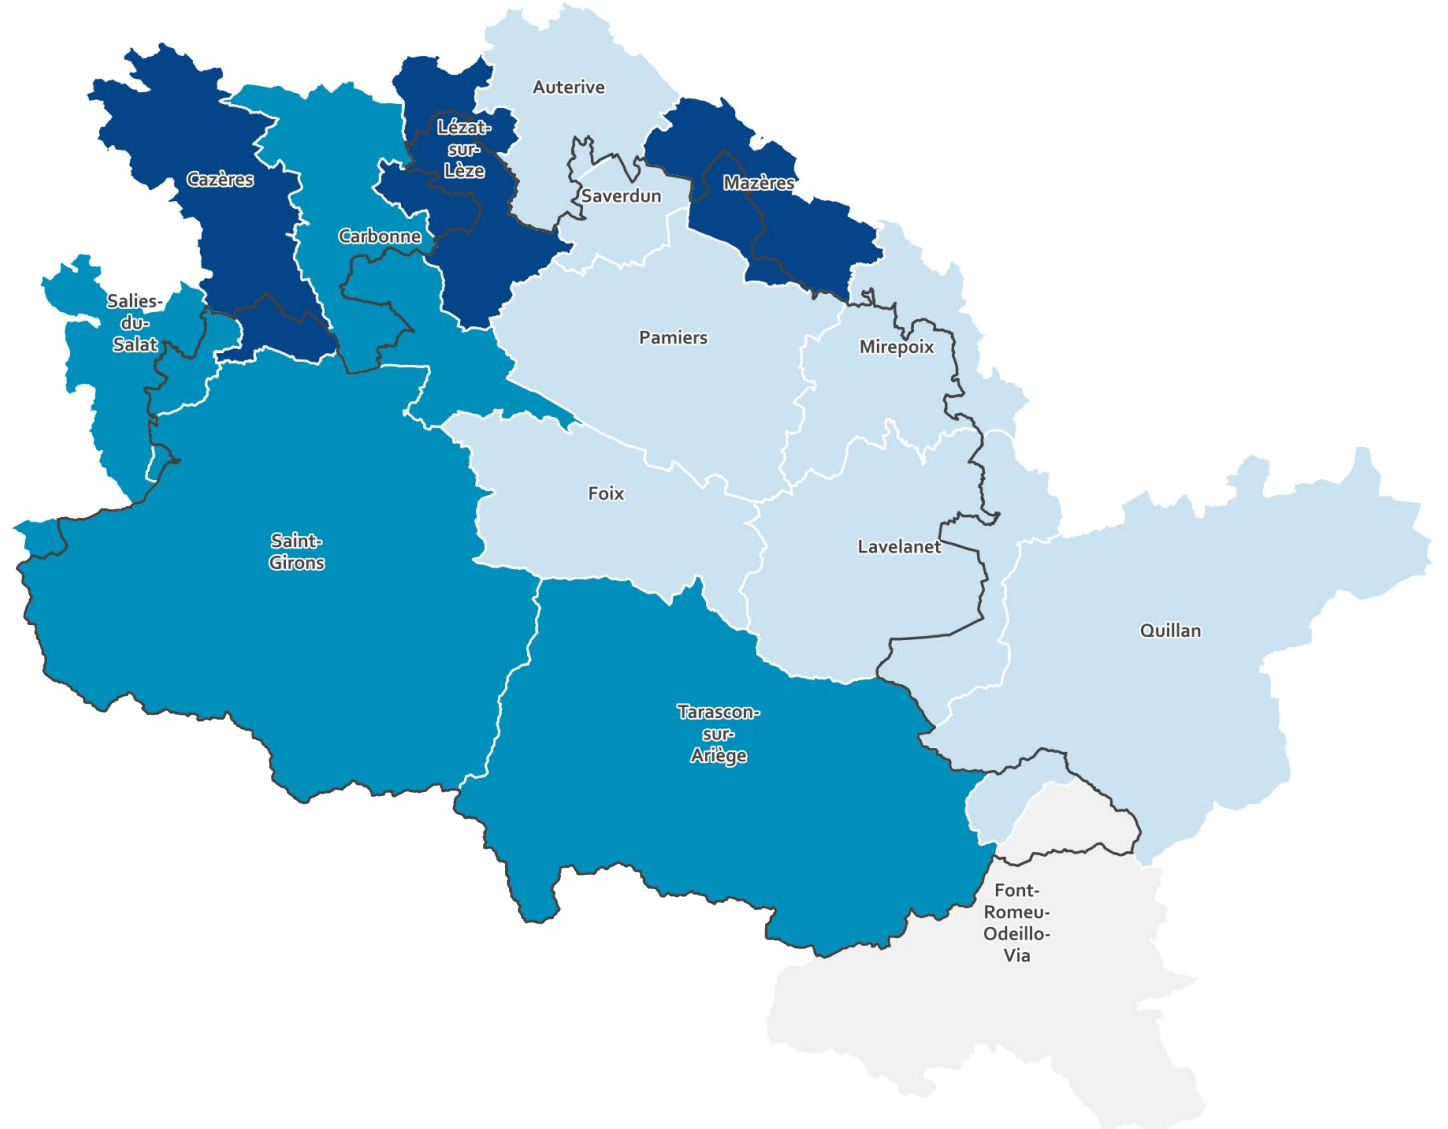 Auterive
Lézat-
sur-
Lèze
Cazères
Mazères
Saverdun
Carbonne
Salies-
du-
Salat
Pamiers
Mirepoix
Foix
Saint-
Girons
Lavelanet
Quillan
Tarascon-
sur-
Ariège
Font-
Romeu-
Odeillo-
Via